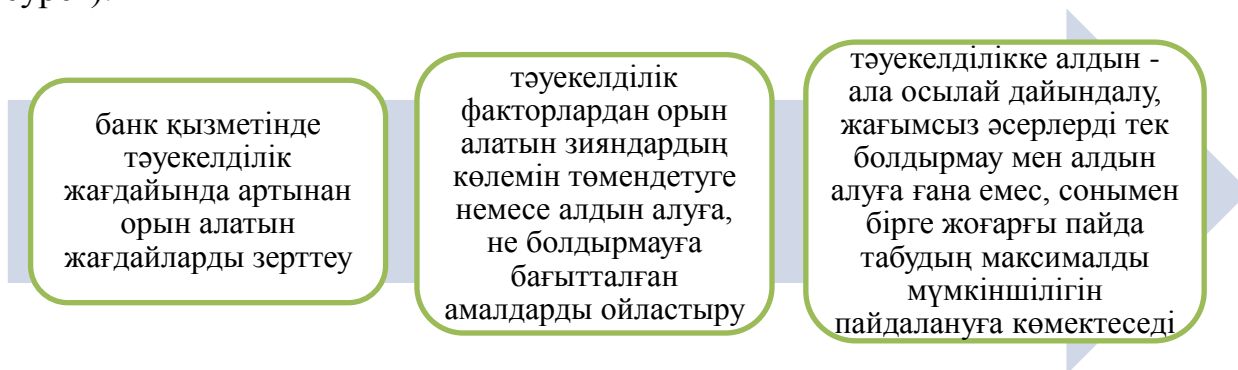 банк қызметінде
тәуекелділік
жағдайында артынан
орын алатын
жағдайларды зерттеу
тәуекелділік
факторлардан орын
алатын зияндардың
көлемін төмендетуге
немесе алдын алуға,
не болдырмауға
бағытталған
амалдарды ойластыру
тәуекелділікке алдын -
ала осылай дайындалу,
жағымсыз әсерлерді тек
болдырмау мен алдын
алуға ғана емес, сонымен
бірге жоғарғы пайда
табудың максималды
мүмкіншілігін
пайдалануға көмектеседі